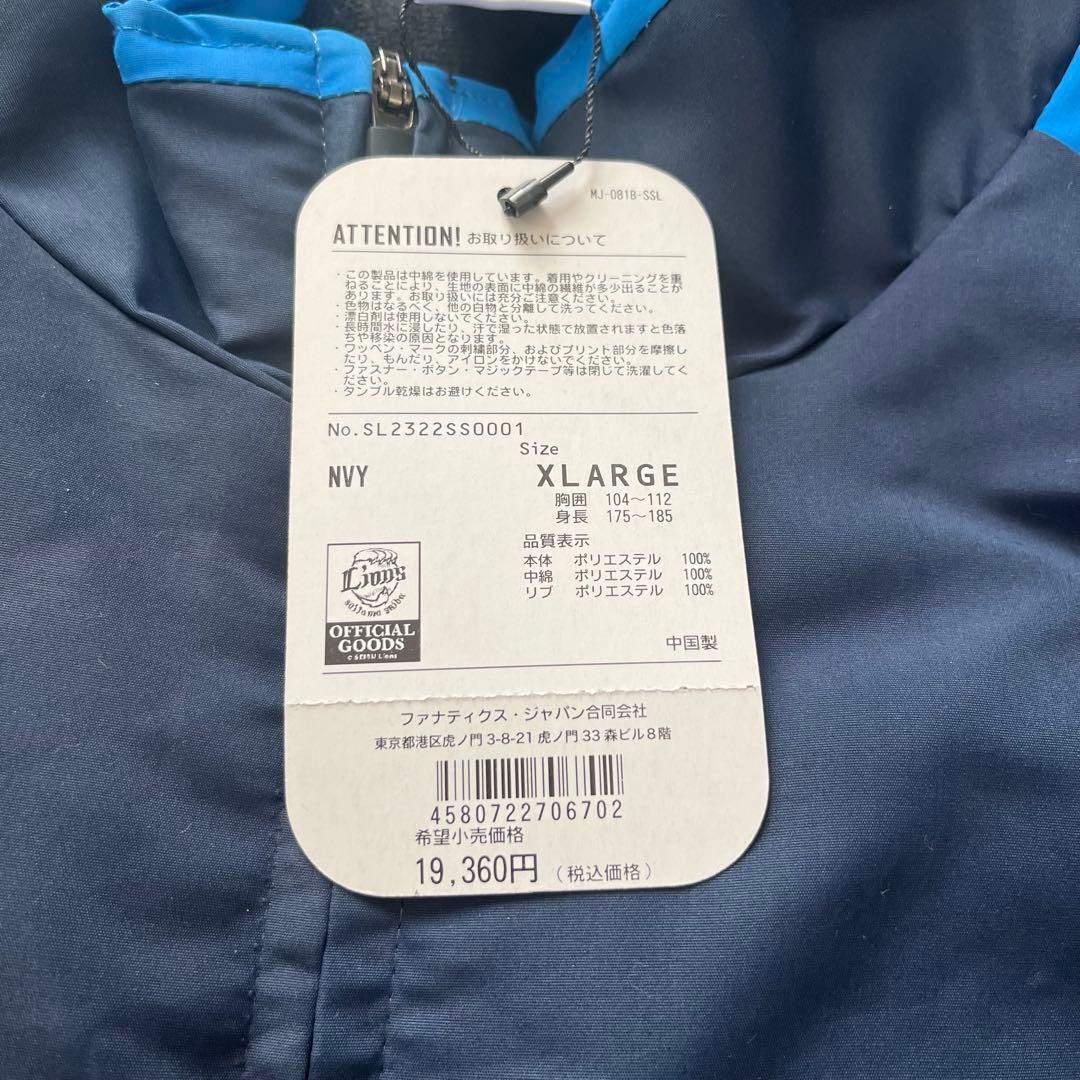 MJ-081B-SSL
ATTENTION! お取り扱いについて
・この製品は中綿を使用しています。着用やクリーニングを重
ねることにより、生地の表面に中綿の繊維が多少出ることが
あります。お取り扱いには充分ご注意ください。
・色物はなるべく、他の白物と分離して洗ってください。
・漂白剤は使用しないでください。
・長時間水に浸したり、汗で湿った状態で放置されますと色落
ちや移染の原因となります。
・ワッペン・マークの刺繍部分、およびプリント部分を摩擦し
たり、もんだり、アイロンをかけないでください。
・ファスナー・ボタン・マジックテープ等は閉じて洗濯してく
ださい。
・タンブル乾燥はお避けください。
No.SL2322SS0001
Size
NVY XLARGE
胸囲 104～112
身長 175～185
品質表示
本体 ポリエステル 100%
中綿 ポリエステル 100%
リブ ポリエステル 100%
Lions
saitama seibu
OFFICIAL
GOODS
© SEIBU Lions
中国製
ファナティクス・ジャパン合同会社
東京都港区虎ノ門 3-8-21 虎ノ門 33 森ビル 8 階
4580722706702
希望小売価格
19,360円 (税込価格)